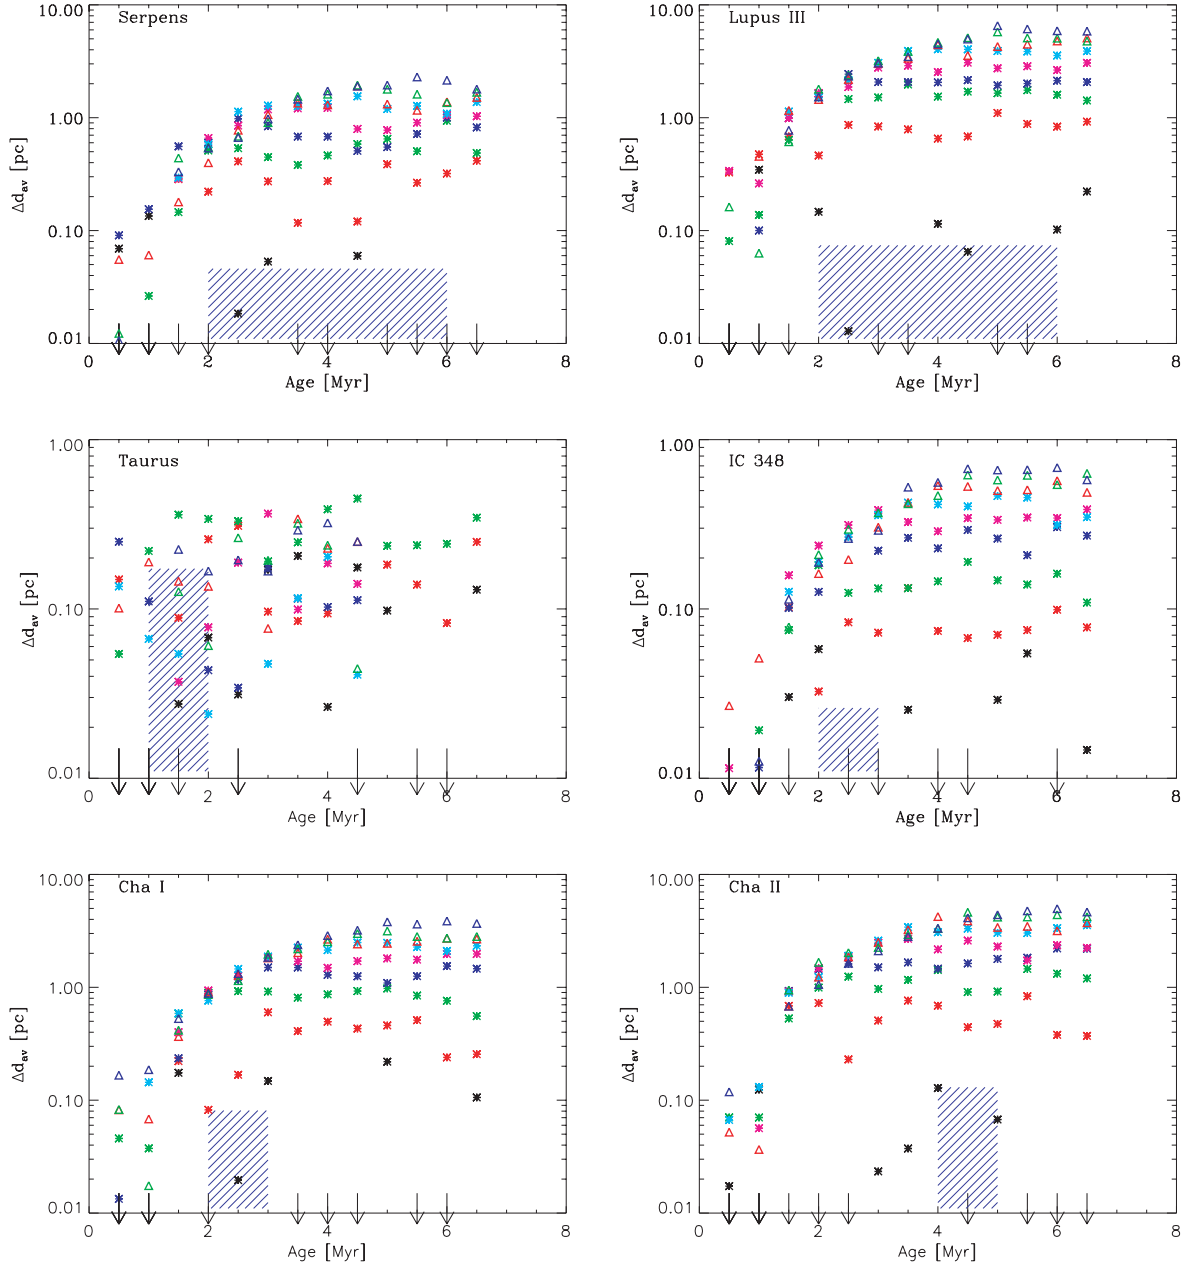 10.00
Serpens
1.00
0.10
0.01
Δd_av [pc]
0 2 4 6 8
Age [Myr]
10.00
Lupus III
1.00
0.10
0.01
Δd_av [pc]
0 2 4 6 8
Age [Myr]
1.00
Taurus
0.10
0.01
Δd_av [pc]
0 2 4 6 8
Age [Myr]
1.00
IC 348
0.10
0.01
Δd_av [pc]
0 2 4 6 8
Age [Myr]
10.00
Cha I
1.00
0.10
0.01
Δd_av [pc]
0 2 4 6 8
Age [Myr]
10.00
Cha II
1.00
0.10
0.01
Δd_av [pc]
0 2 4 6 8
Age [Myr]